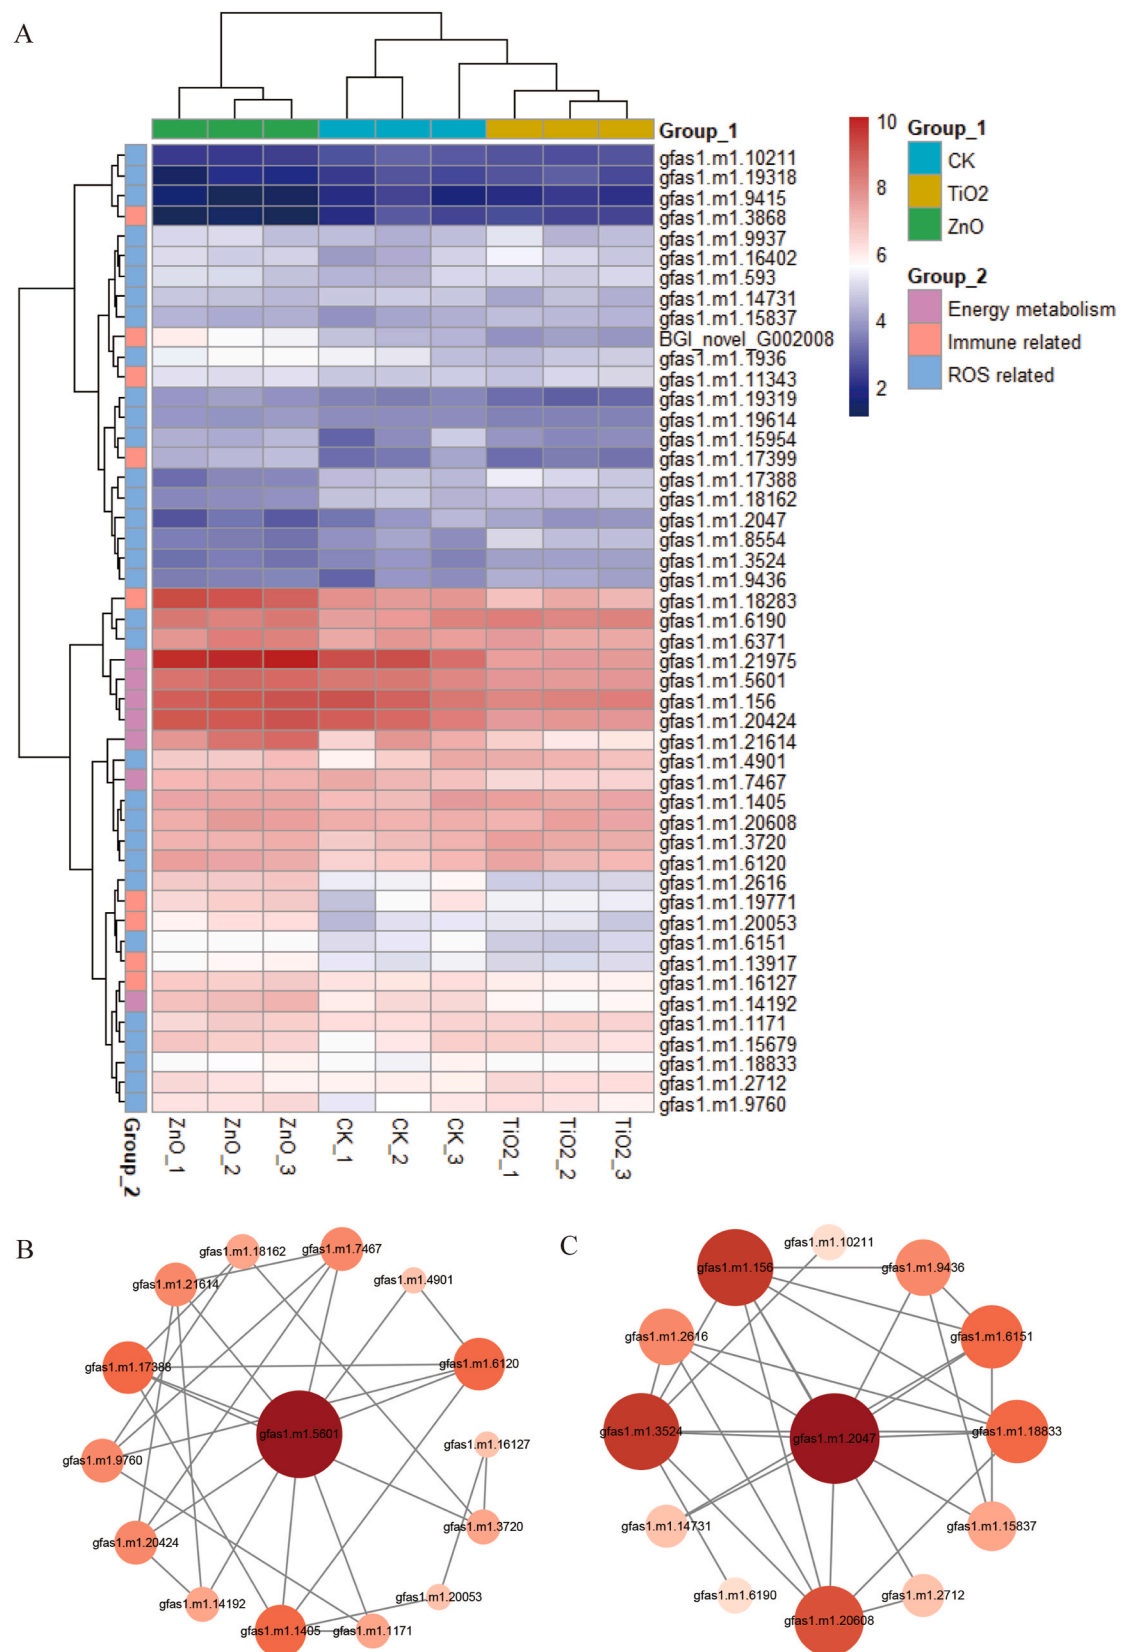 A
Group_1
gfas1.m1.10211
gfas1.m1.19318
gfas1.m1.9415
gfas1.m1.3868
gfas1.m1.9937
gfas1.m1.16402
gfas1.m1.593
gfas1.m1.14731
gfas1.m1.15837
BGI_novel_G002008
gfas1.m1.1936
gfas1.m1.11343
gfas1.m1.19319
gfas1.m1.19614
gfas1.m1.15954
gfas1.m1.17399
gfas1.m1.17388
gfas1.m1.18162
gfas1.m1.2047
gfas1.m1.8554
gfas1.m1.3524
gfas1.m1.9436
gfas1.m1.18283
gfas1.m1.6190
gfas1.m1.6371
gfas1.m1.21975
gfas1.m1.5601
gfas1.m1.156
gfas1.m1.20424
gfas1.m1.21614
gfas1.m1.4901
gfas1.m1.7467
gfas1.m1.1405
gfas1.m1.20608
gfas1.m1.3720
gfas1.m1.6120
gfas1.m1.2616
gfas1.m1.19771
gfas1.m1.20053
gfas1.m1.6151
gfas1.m1.13917
gfas1.m1.16127
gfas1.m1.14192
gfas1.m1.1171
gfas1.m1.15679
gfas1.m1.18833
gfas1.m1.2712
gfas1.m1.9760
10
8
6
4
2
Group_1
CK
TiO2
ZnO
Group_2
Energy metabolism
Immune related
ROS related
Group_2
ZnO_1
ZnO_2
ZnO_3
CK_1
CK_2
CK_3
TiO2_1
TiO2_2
TiO2_3
B
gfas1.m1.18162
gfas1.m1.7467
gfas1.m1.21614
gfas1.m1.4901
gfas1.m1.17388
gfas1.m1.6120
gfas1.m1.5601
gfas1.m1.16127
gfas1.m1.9760
gfas1.m1.3720
gfas1.m1.20424
gfas1.m1.20053
gfas1.m1.14192
gfas1.m1.1405
gfas1.m1.1171
C
gfas1.m1.10211
gfas1.m1.156
gfas1.m1.9436
gfas1.m1.2616
gfas1.m1.6151
gfas1.m1.3524
gfas1.m1.2047
gfas1.m1.18833
gfas1.m1.14731
gfas1.m1.15837
gfas1.m1.6190
gfas1.m1.2712
gfas1.m1.20608